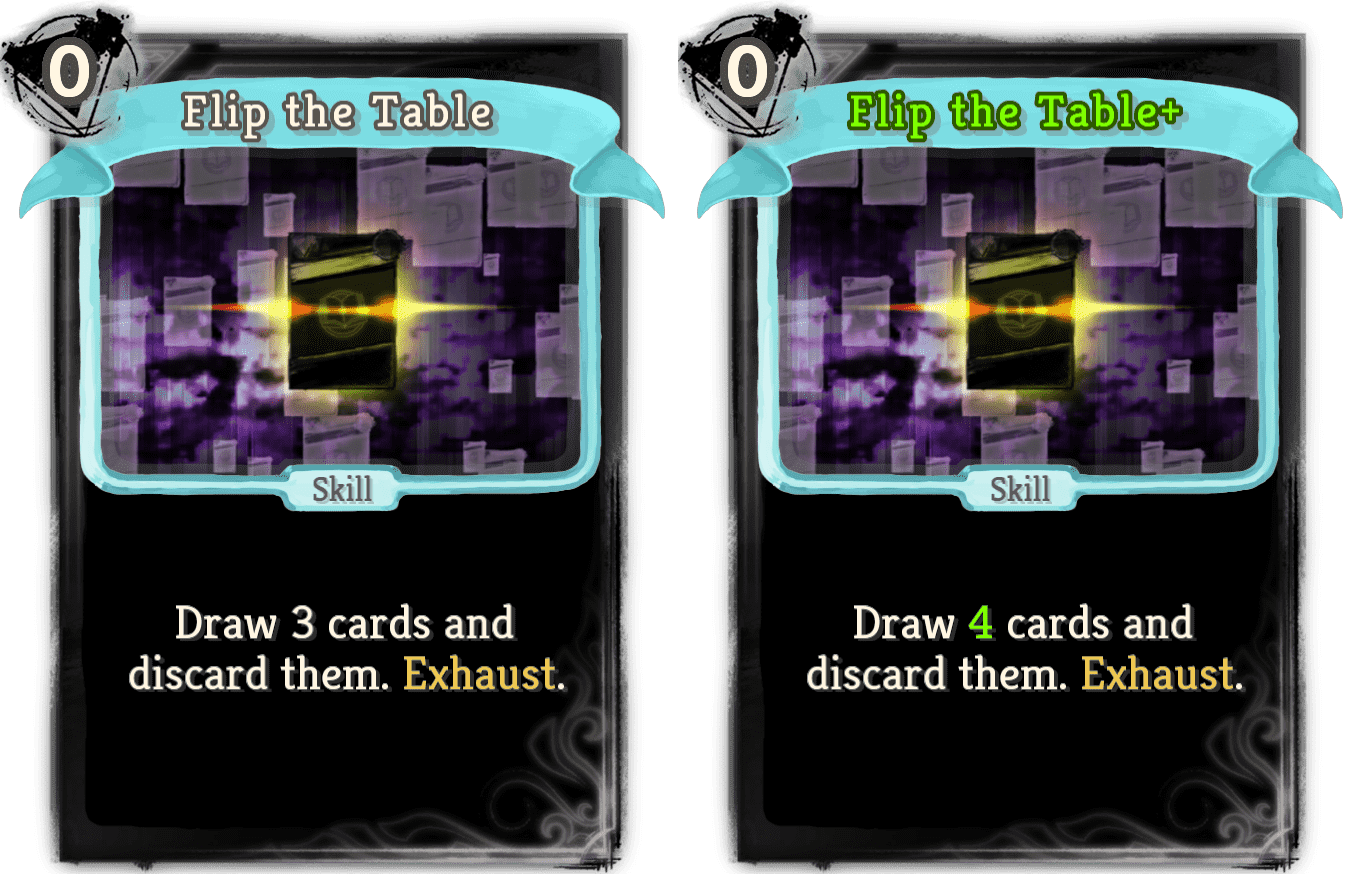 0
Flip the Table
Skill
Draw 3 cards and
discard them. Exhaust.
0
Flip the Table+
Skill
Draw 4 cards and
discard them. Exhaust.